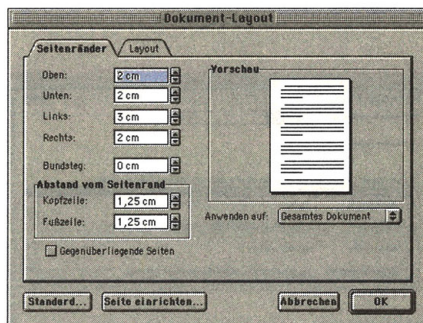 Dokument-Layout
Seitenränder Layout
Oben: 2 cm
Unten: 2 cm
Links: 3 cm
Rechts: 2 cm
Bundsteg: 0 cm
Abstand vom Seitenrand
Kopfzeile: 1,25 cm
Fußzeile: 1,25 cm
Gegenüberliegende Seiten
Vorschau
Anwenden auf: Gesamtes Dokument
Standard... Seite einrichten... Abbrechen OK